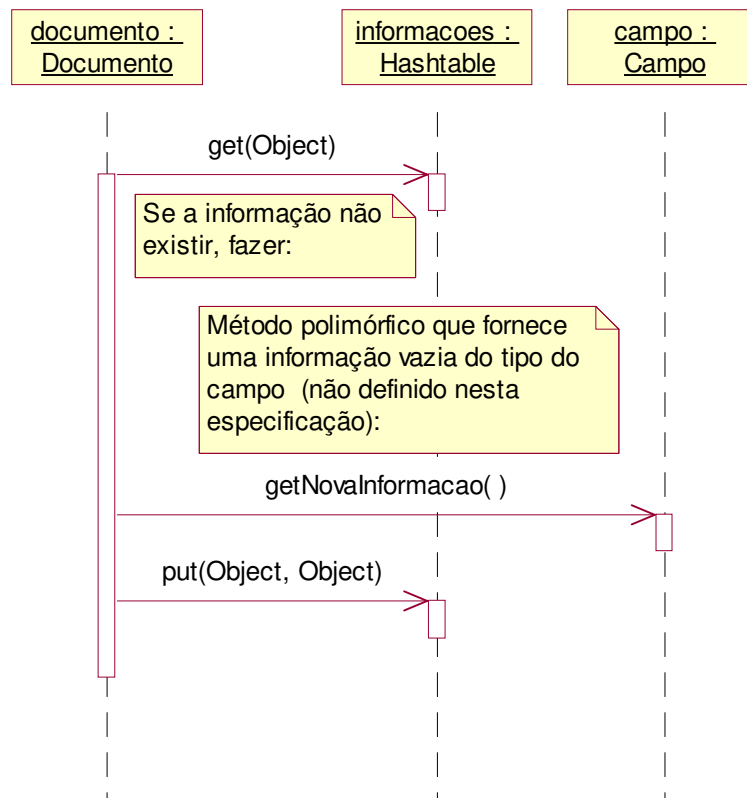 documento :
Documento
informacoes :
Hashtable
campo :
Campo
get(Object)
Se a informação não
existir, fazer:
Método polimórfico que fornece
uma informação vazia do tipo do
campo (não definido nesta
especificação):
getNovaInformacao( )
put(Object, Object)